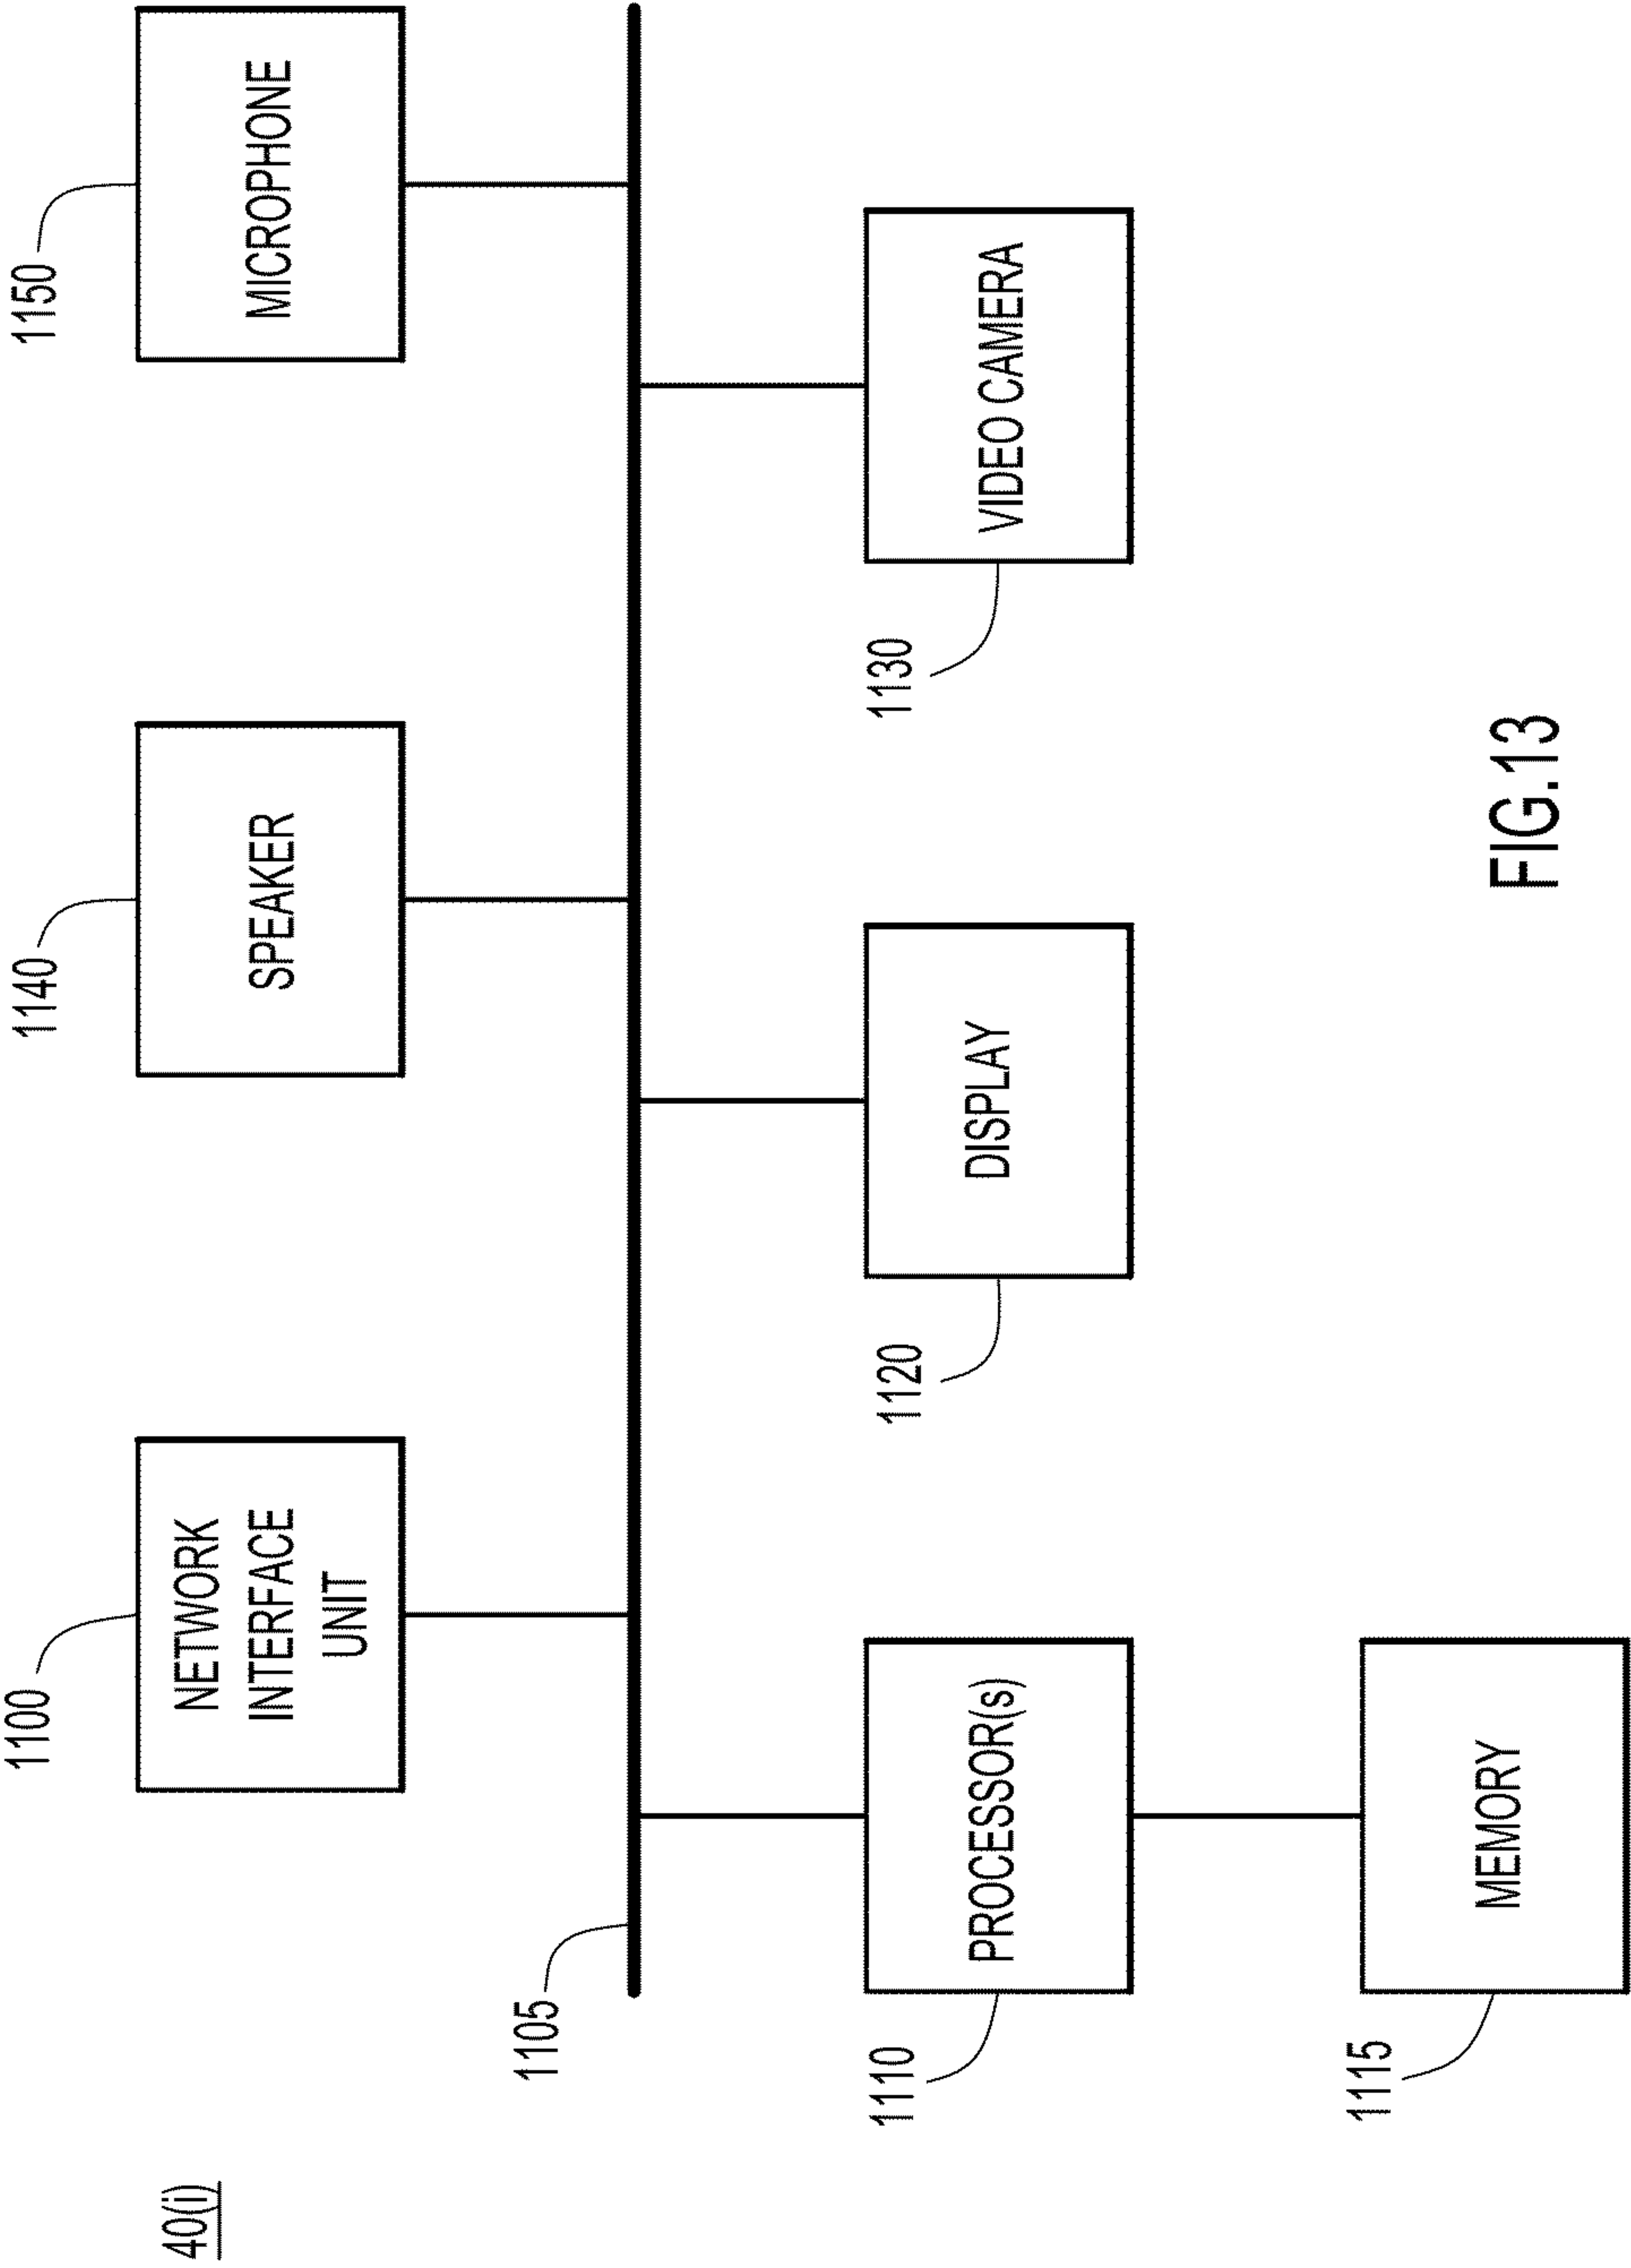 40(i)
1100
NETWORK
INTERFACE
UNIT
1140
SPEAKER
1150
MICROPHONE
1105
1110
PROCESSOR(s)
1120
DISPLAY
1130
VIDEO CAMERA
1115
MEMORY
FIG.13